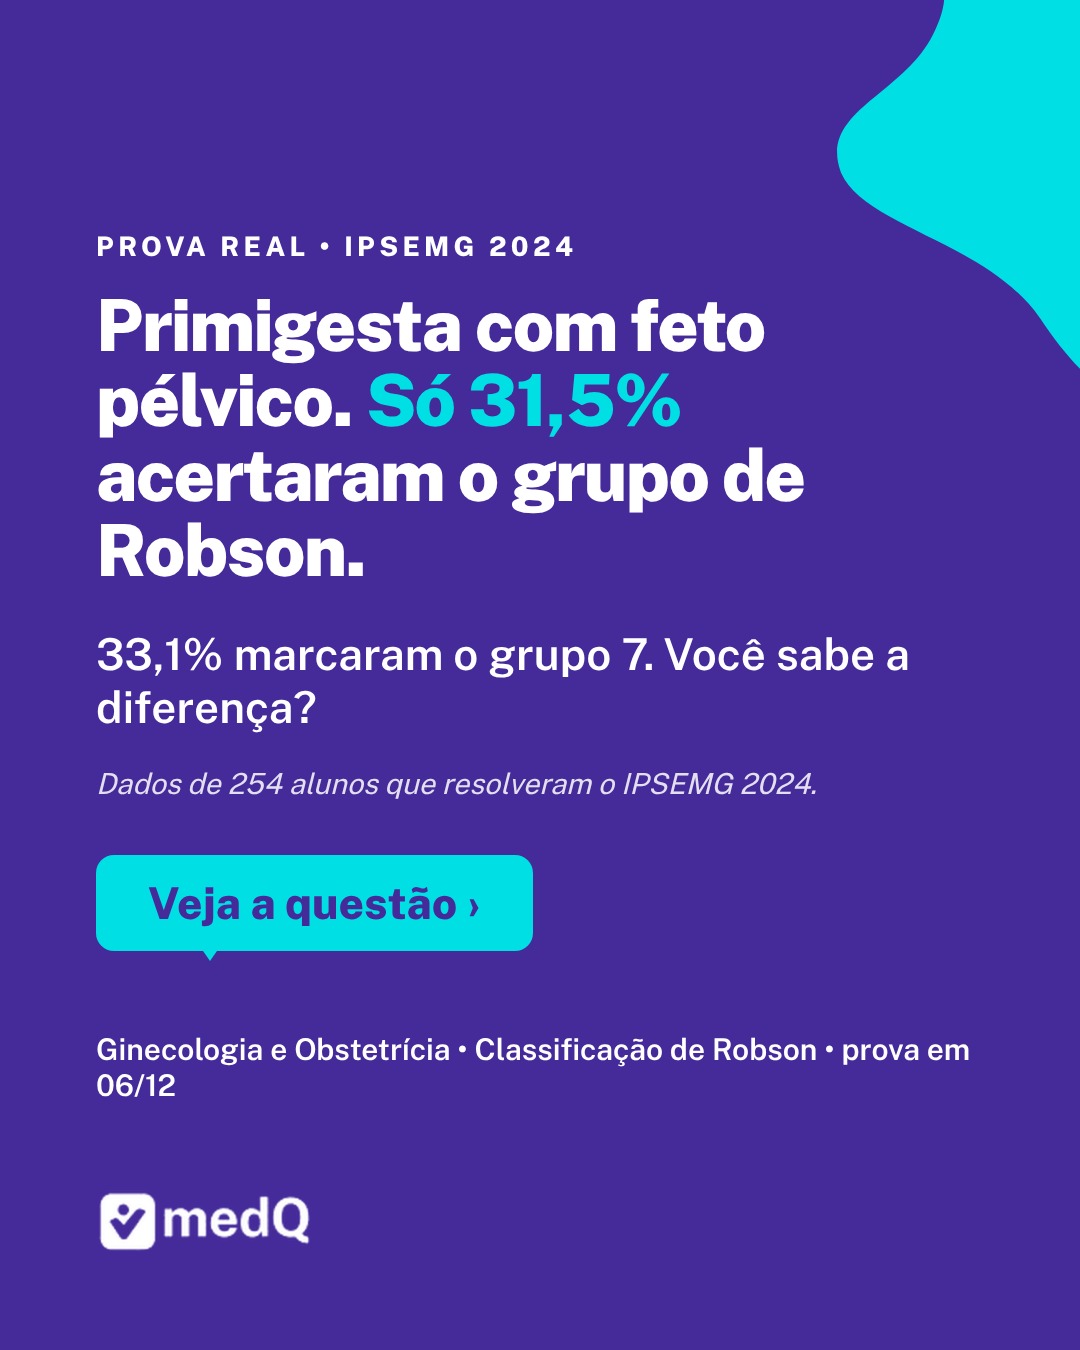 PROVA REAL • IPSEMG 2024
Primigesta com feto
pélvico. Só 31,5%
acertaram o grupo de
Robson.
33,1% marcaram o grupo 7. Você sabe a
diferença?
Dados de 254 alunos que resolveram o IPSEMG 2024.
Veja a questão ›
Ginecologia e Obstetrícia • Classificação de Robson • prova em
06/12
medQ